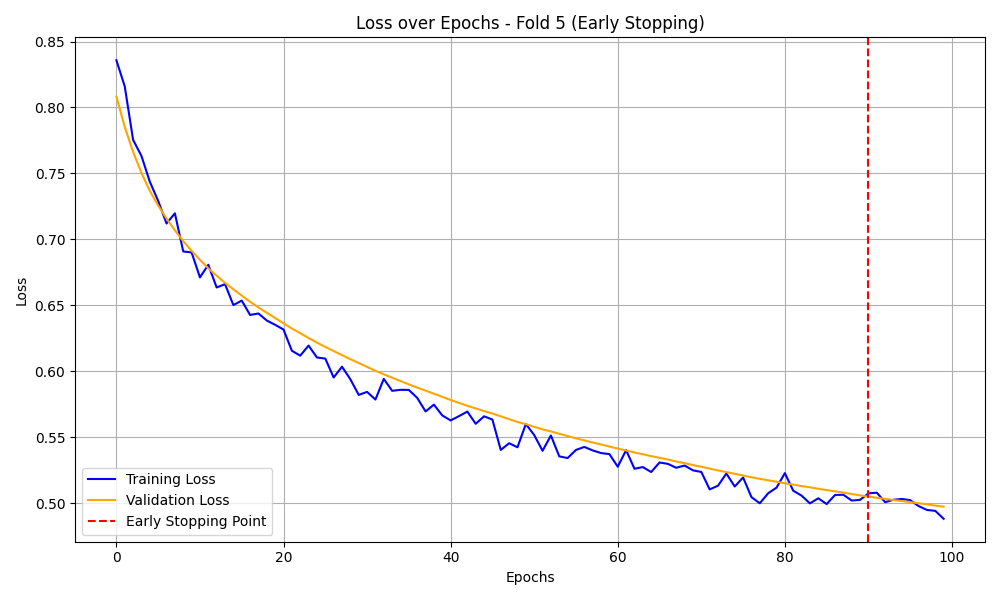 Loss over Epochs - Fold 5 (Early Stopping)
Loss
0.85
0.80
0.75
0.70
0.65
0.60
0.55
0.50
Training Loss
Validation Loss
Early Stopping Point
0 20 40 60 80 100
Epochs